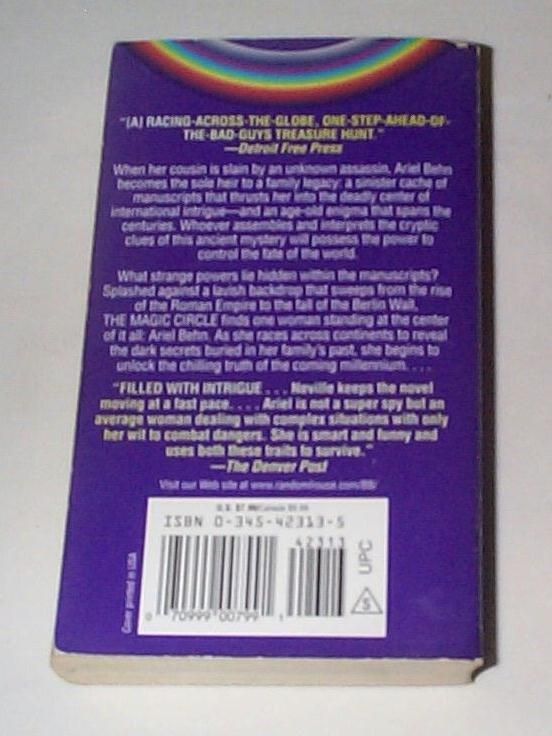 "[A] RACING-ACROSS-THE-GLOBE, ONE-STEP-AHEAD-OF-
THE-BAD-GUYS TREASURE HUNT."
—Detroit Free Press
When her cousin is slain by an unknown assassin, Ariel Behn
becomes the sole heir to a family legacy: a sinister cache of
manuscripts that thrusts her into the deadly center of
international intrigue—and an age-old enigma that spans the
centuries. Whoever assembles and interprets the cryptic
clues of this ancient mystery will possess the power to
control the fate of the world.
What strange powers lie hidden within the manuscripts?
Splashed against a lavish backdrop that sweeps from the rise
of the Roman Empire to the fall of the Berlin Wall,
THE MAGIC CIRCLE finds one woman standing at the center
of it all: Ariel Behn. As she races across continents to reveal
the dark secrets buried in her family's past, she begins to
unlock the chilling truth of the coming millennium. . . .
"FILLED WITH INTRIGUE . . . Neville keeps the novel
moving at a fast pace. . . . Ariel is not a super spy but an
average woman dealing with complex situations with only
her wit to combat dangers. She is smart and funny and
uses both these traits to survive."
—The Denver Post
Visit our Web site at www.randomhouse.com/BB/
U.S. $7.99/Canada
ISBN 0-345-42313-5
42313
UPC
S
0 70999 00799 1
Cover printed in USA